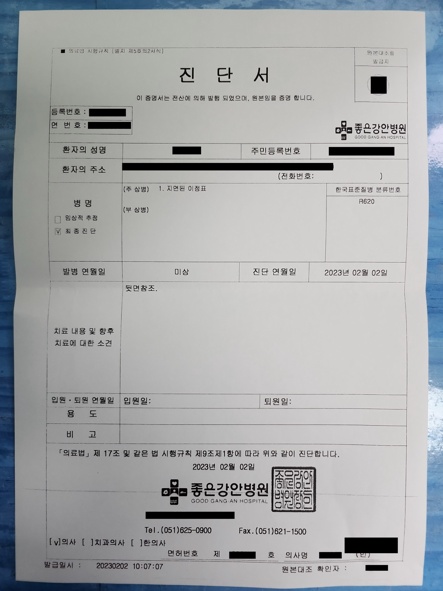 ■ 의료법 시행규칙 [별지 제5호의2서식]
원본대조필
진 단 서
이 증명서는 전산에 의해 발행 되었으며, 원본임을 증명 합니다.
등록번호 :
연 번호 :
좋은강안병원
GOOD GANG-AN HOSPITAL
환자의 성명 주민등록번호
환자의 주소
(전화번호: )
병 명
임상적 추정
v 최종 진단
(주 상병) 1. 지연된 이정표
(부 상병)
한국표준질병 분류번호
R620
발병 연월일 미상 진단 연월일 2023년 02월 02일
치료 내용 및 향후
치료에 대한 소견
뒷면참조.
입원 - 퇴원 연월일 입원일: 퇴원일:
용 도
비 고
「의료법」제 17조 및 같은 법 시행규칙 제9조제1항에 따라 위와 같이 진단합니다.
2023년 02월 02일
좋은강안병원
GOOD GANG-AN HOSPITAL
Tel.(051)625-0900 Fax.(051)621-1500
[ v]의사 [ ]치과의사 [ ]한의사
면허번호 제 호 의사명 (인)
발급일시 : 20230202 10:07:07 원본대조 확인자 :